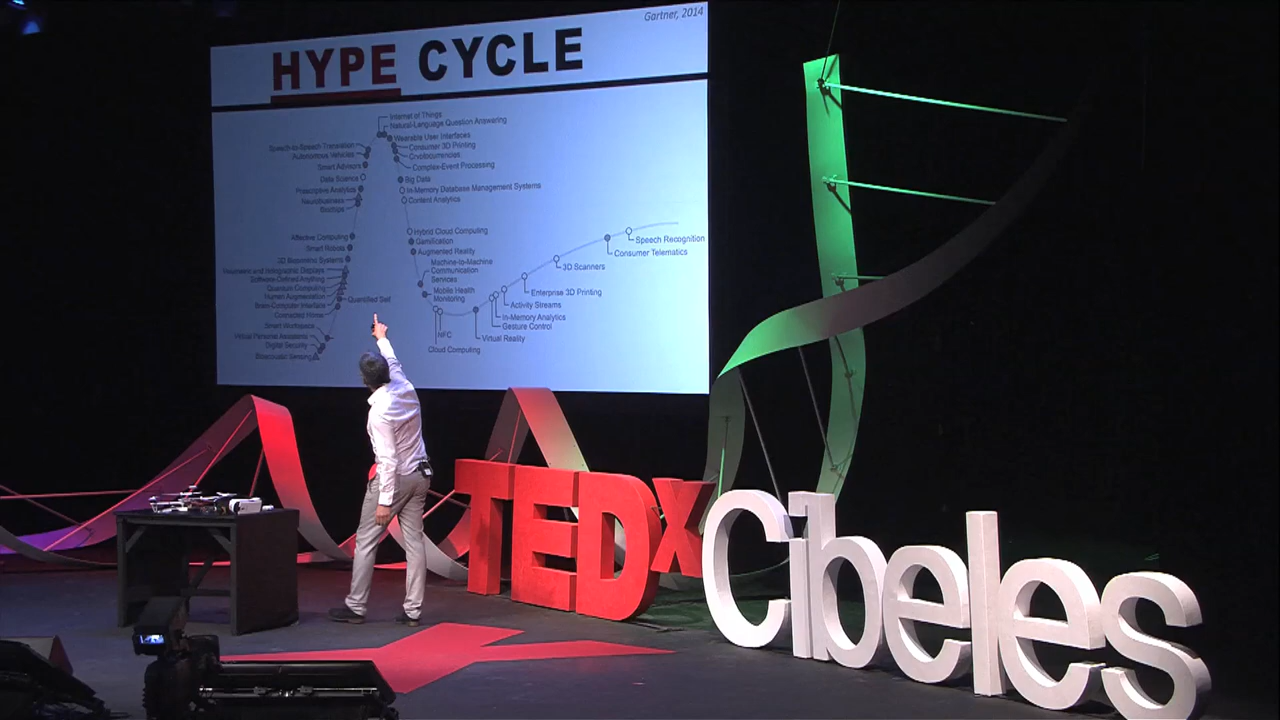 Gartner, 2014
HYPE CYCLE
Internet of Things
Natural-Language Question Answering
Wearable User Interfaces
Consumer 3D Printing
Cryptocurrencies
Complex-Event Processing
Big Data
In-Memory Database Management Systems
Content Analytics
Speech-to-Speech Translation
Autonomous Vehicles
Smart Advisors
Data Science
Prescriptive Analytics
Neurobusiness
Biochips
Affective Computing
Smart Robots
3D Bioprinting Systems
Volumetric and Holographic Displays
Software-Defined Anything
Quantum Computing
Human Augmentation
Brain-Computer Interface
Connected Home
Quantified Self
Smart Workspace
Virtual Personal Assistants
Digital Security
Bioacoustic Sensing
Hybrid Cloud Computing
Gamification
Augmented Reality
Machine-to-Machine
Communication
Services
Mobile Health
Monitoring
NFC
Cloud Computing
Virtual Reality
Gesture Control
In-Memory Analytics
Activity Streams
Enterprise 3D Printing
3D Scanners
Consumer Telematics
Speech Recognition
TEDxCibeles